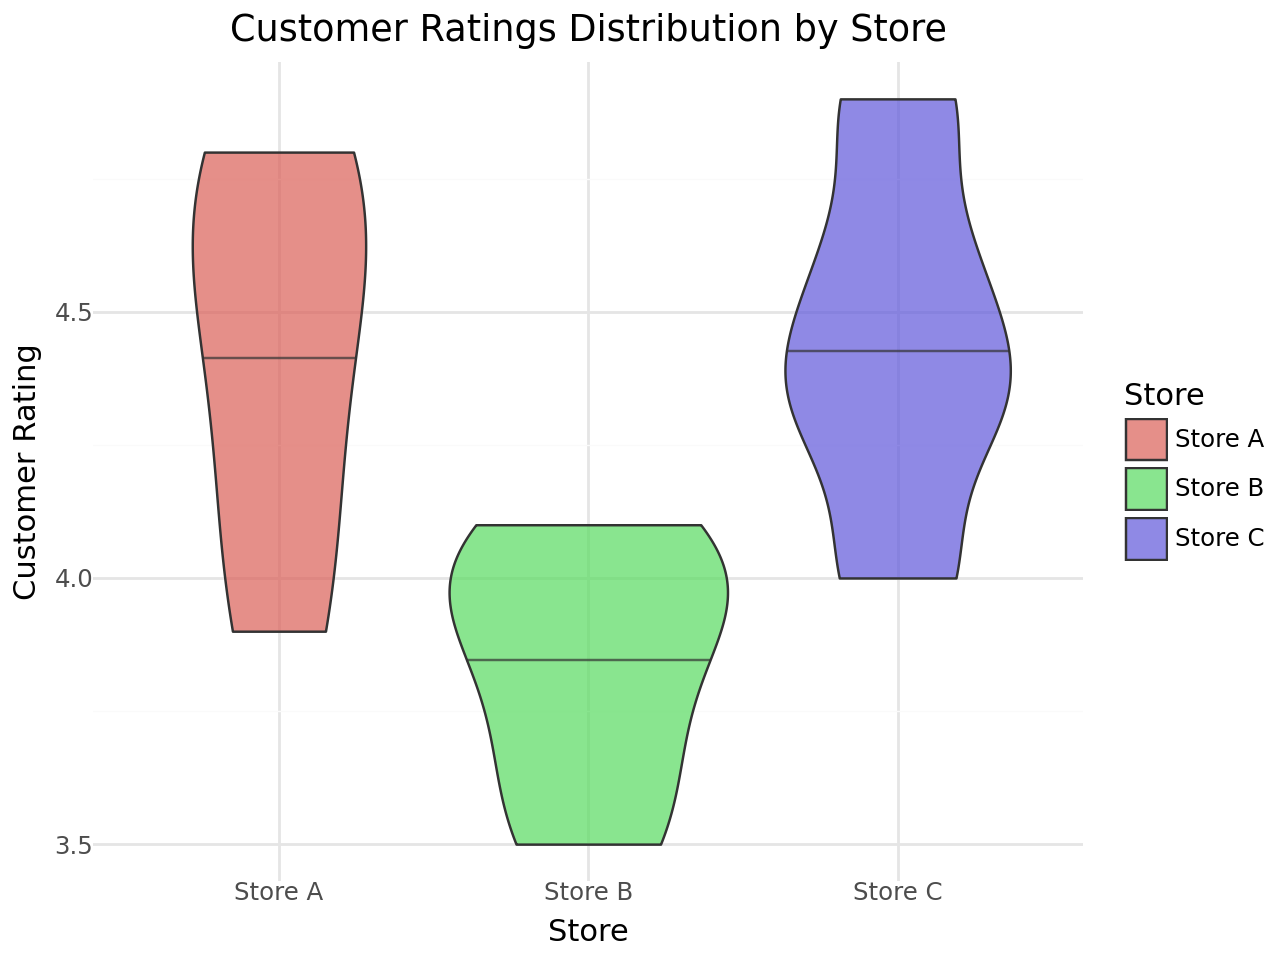 Customer Ratings Distribution by Store
Customer Rating
4.5
4.0
3.5
Store A
Store B
Store C
Store
Store
Store A
Store B
Store C